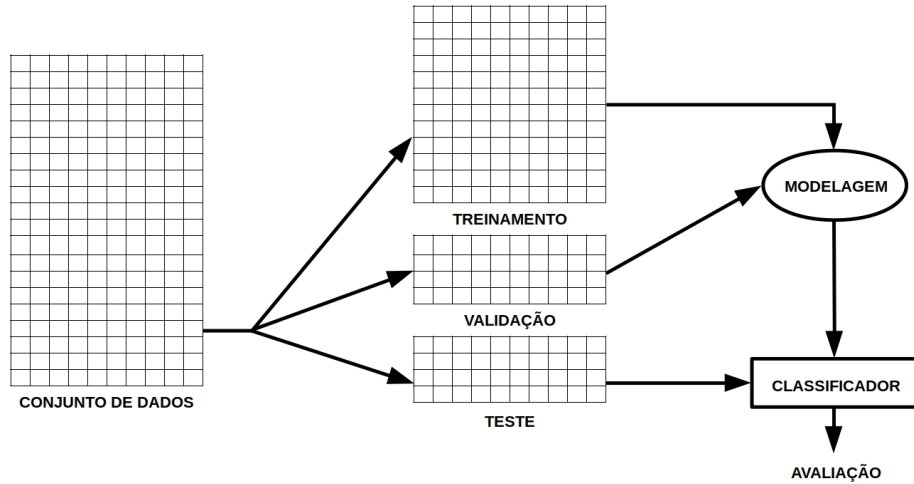 CONJUNTO DE DADOS
TREINAMENTO
VALIDAÇÃO
TESTE
MODELAGEM
CLASSIFICADOR
AVALIAÇÃO